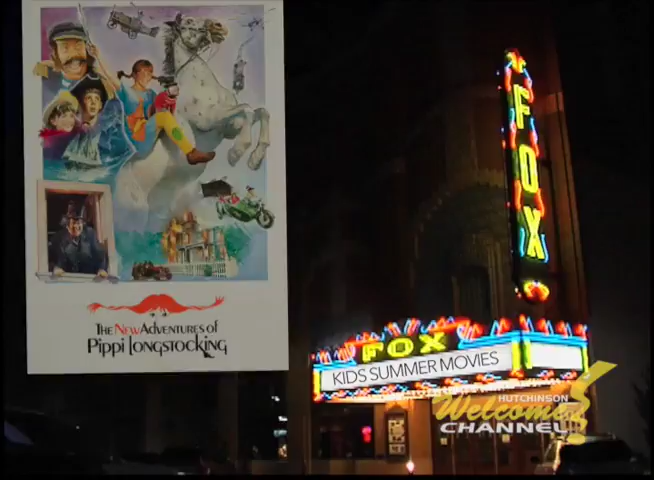 THE NEW ADVENTURES OF
PIPPI LONGSTOCKING
FOX
FOX
KIDS SUMMER MOVIES
HUTCHINSON
Welcome!
CHANNEL